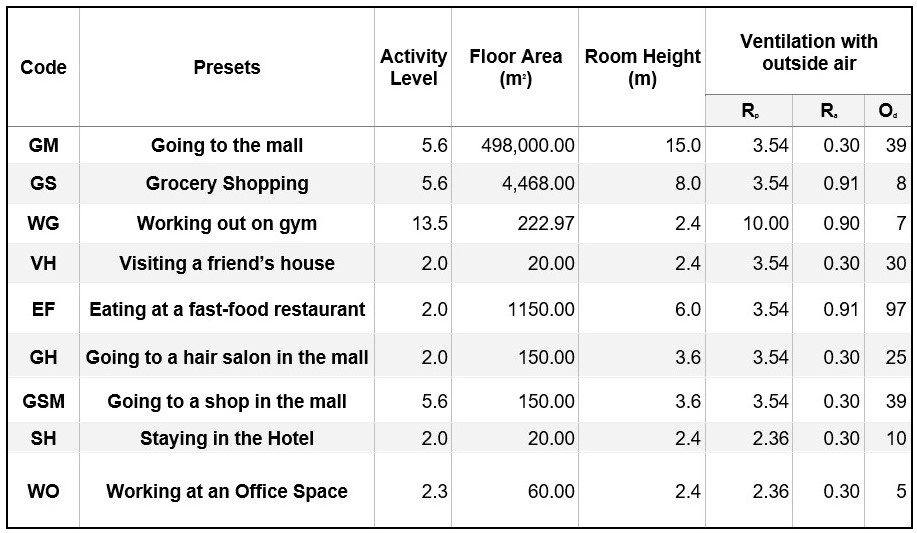 Code Presets Activity Level Floor Area (m²) Room Height (m) Ventilation with outside air
Rp Ra Od
GM Going to the mall 5.6 498,000.00 15.0 3.54 0.30 39
GS Grocery Shopping 5.6 4,468.00 8.0 3.54 0.91 8
WG Working out on gym 13.5 222.97 2.4 10.00 0.90 7
VH Visiting a friend’s house 2.0 20.00 2.4 3.54 0.30 30
EF Eating at a fast-food restaurant 2.0 1150.00 6.0 3.54 0.91 97
GH Going to a hair salon in the mall 2.0 150.00 3.6 3.54 0.30 25
GSM Going to a shop in the mall 5.6 150.00 3.6 3.54 0.30 39
SH Staying in the Hotel 2.0 20.00 2.4 2.36 0.30 10
WO Working at an Office Space 2.3 60.00 2.4 2.36 0.30 5